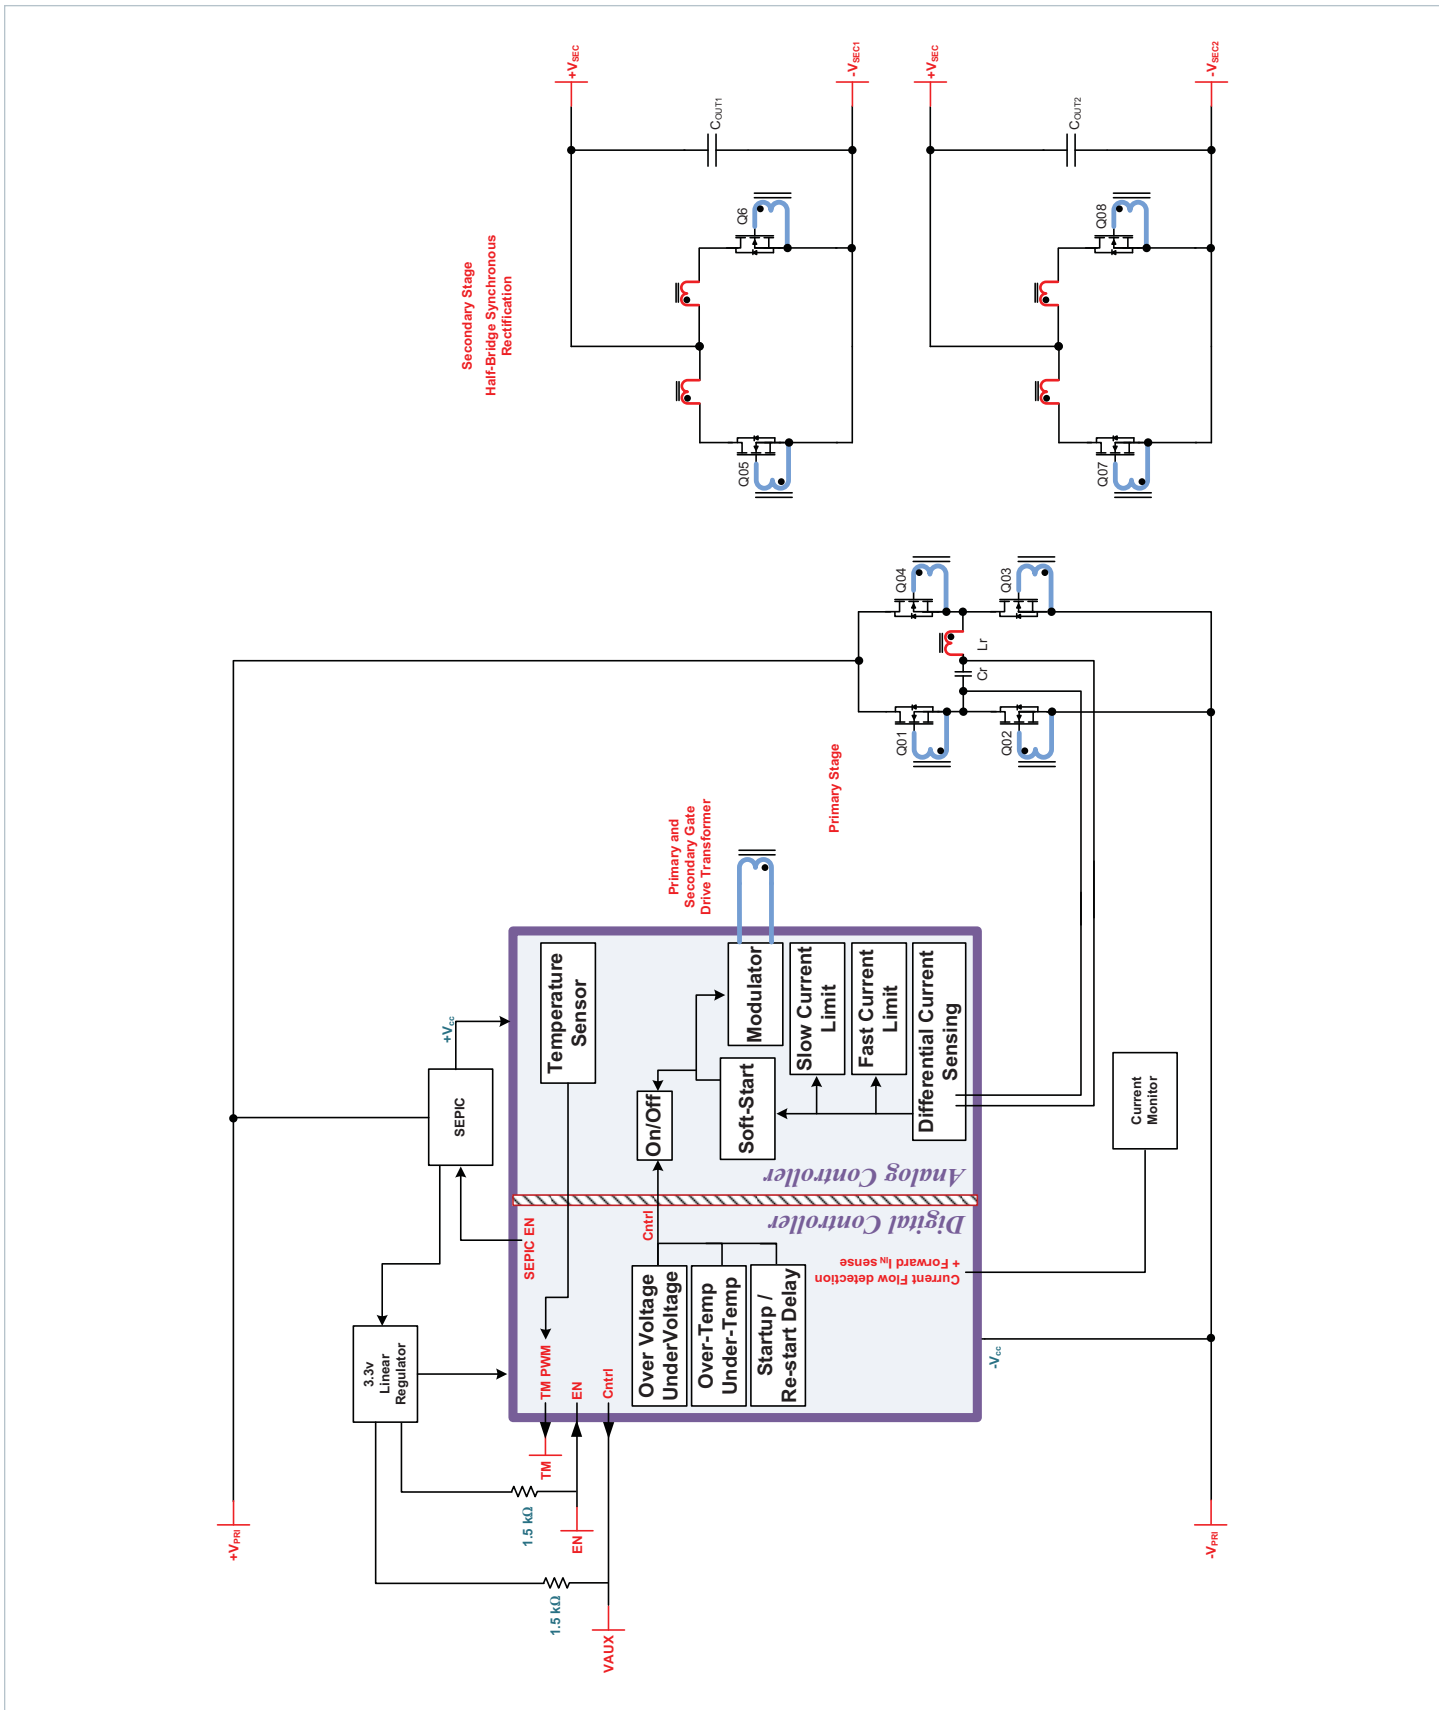 +VPRI
-VPRI
VAUX
EN
TM
1.5 kΩ
1.5 kΩ
3.3v
Linear
Regulator
SEPIC
+Vcc
-Vcc
SEPIC EN
TM PWM
EN
Cntrl
Cntrl
Temperature
Sensor
Over Voltage
UnderVoltage
Over-Temp
Under-Temp
Startup /
Re-start Delay
On/Off
Soft-Start
Modulator
Slow Current
Limit
Fast Current
Limit
Differential Current
Sensing
Digital Controller
Analog Controller
Current Flow detection
+ Forward IIN sense
Current
Monitor
Primary and
Secondary Gate
Drive Transformer
Primary Stage
Q01
Q02
Q04
Q03
Cr
Lr
Secondary Stage
Half-Bridge Synchronous
Rectification
Q05
Q6
COUT1
+VSEC
-VSEC1
Q07
Q08
COUT2
+VSEC
-VSEC2